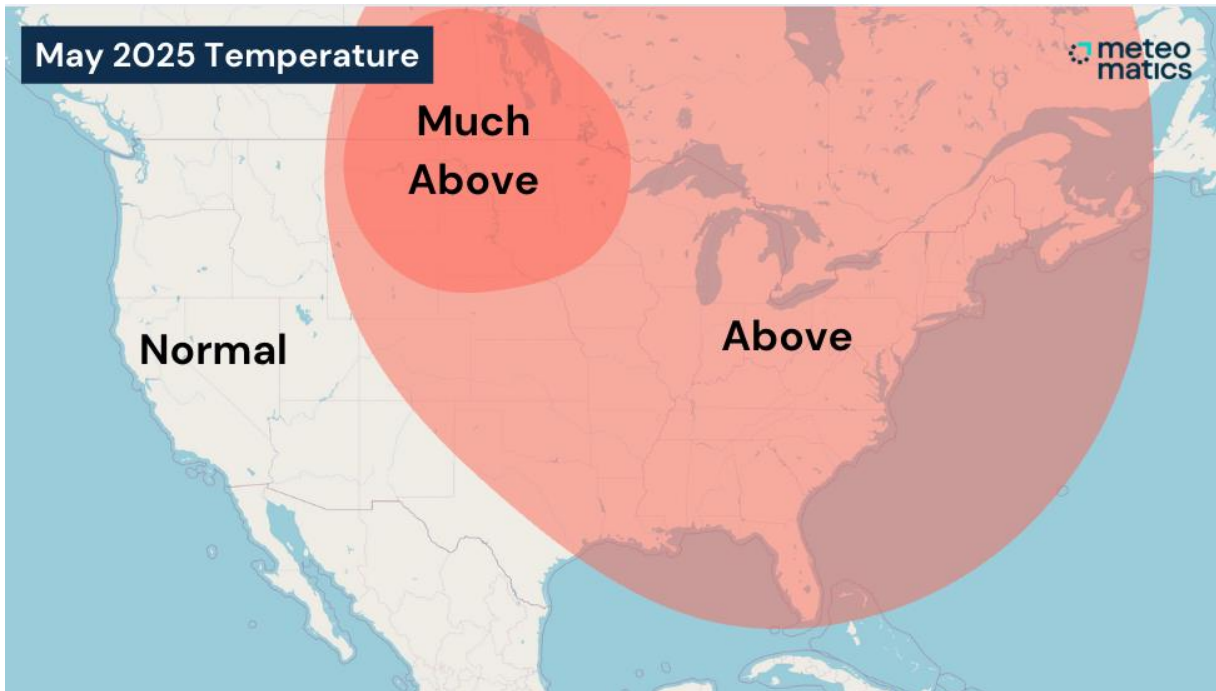 May 2025 Temperature
meteo
matics
Much
Above
Normal
Above